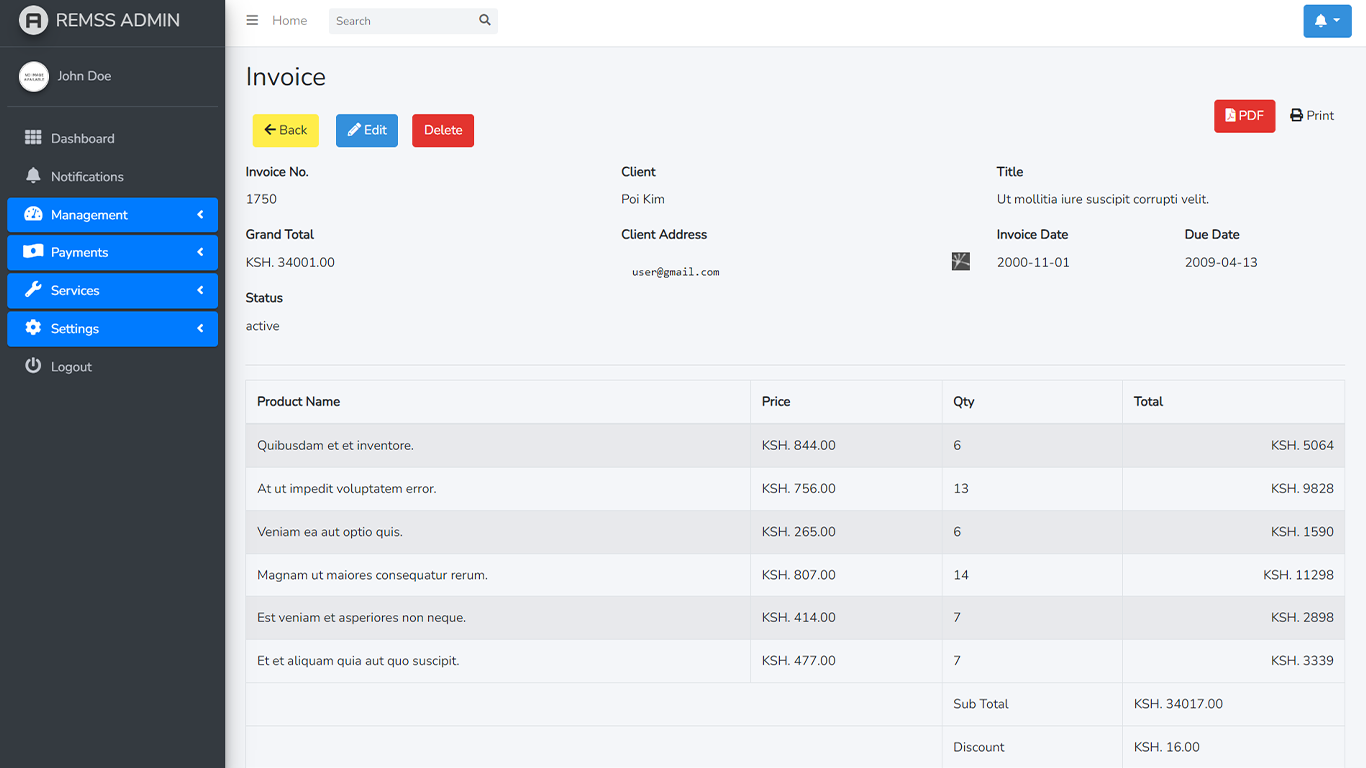 REMSS ADMIN
Home
Search
John Doe
Dashboard
Notifications
Management
Payments
Services
Settings
Logout
Invoice
Back
Edit
Delete
PDF
Print
Invoice No.
Client
Title
1750
Poi Kim
Ut mollitia iure suscipit corrupti velit.
Grand Total
Client Address
Invoice Date
Due Date
KSH. 34001.00
user@gmail.com
2000-11-01
2009-04-13
Status
active
Product Name Price Qty Total
Quibusdam et et inventore. KSH. 844.00 6 KSH. 5064
At ut impedit voluptatem error. KSH. 756.00 13 KSH. 9828
Veniam ea aut optio quis. KSH. 265.00 6 KSH. 1590
Magnam ut maiores consequatur rerum. KSH. 807.00 14 KSH. 11298
Est veniam et asperiores non neque. KSH. 414.00 7 KSH. 2898
Et et aliquam quia aut quo suscipit. KSH. 477.00 7 KSH. 3339
Sub Total KSH. 34017.00
Discount KSH. 16.00